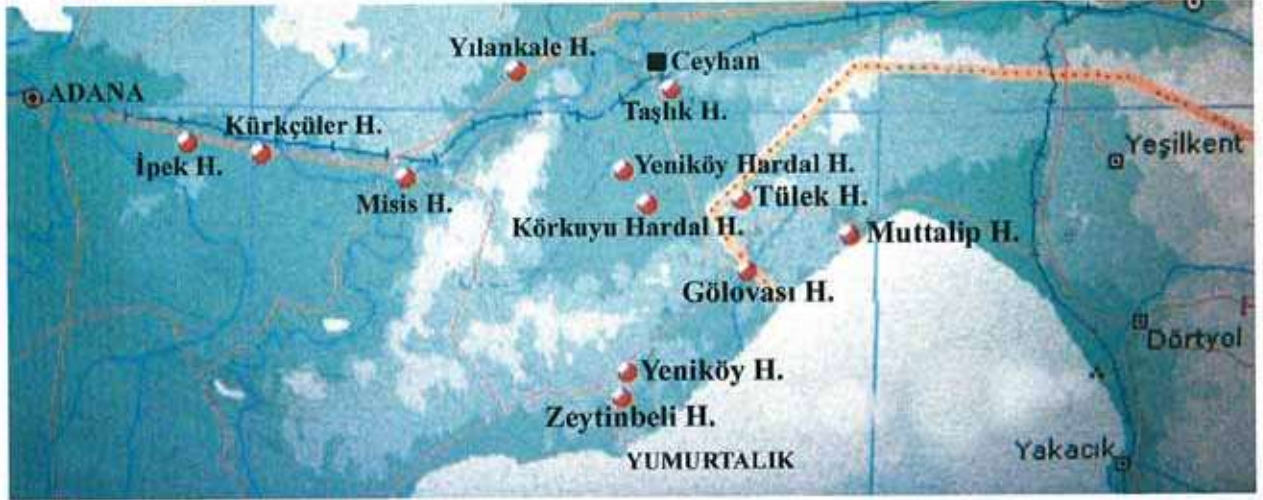 Yılankale H.
Ceyhan
ADANA
Taşlık H.
Kürkçüler H.
İpek H.
Yeşilkent
Yeniköy Hardal H.
Misis H.
Tülek H.
Körkuyu Hardal H.
Muttalip H.
Gölovası H.
Dörtyol
Yeniköy H.
Zeytinbeli H.
YUMURTALIK
Yakacık